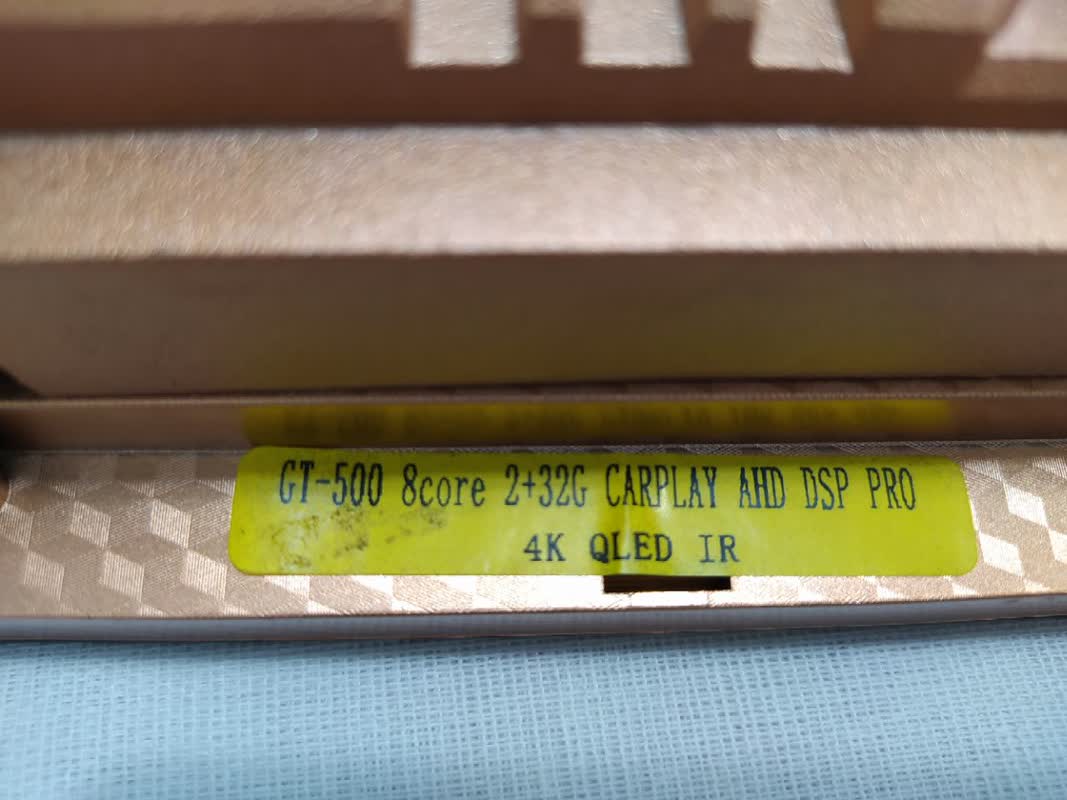 GT-500 8core 2+32G CARPLAY AHD DSP PRO
4K QLED IR